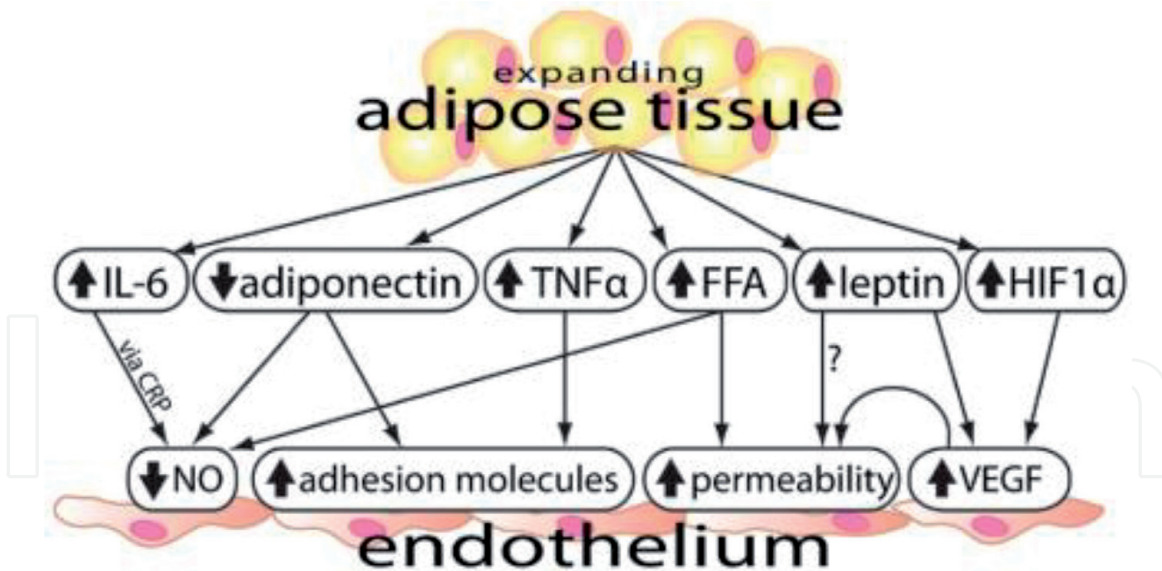 expanding
adipose tissue
⬆IL-6 ⬇adiponectin ⬆TNFα ⬆FFA ⬆leptin ⬆HIF1α
via CRP
?
⬇NO ⬆adhesion molecules ⬆permeability ⬆VEGF
endothelium